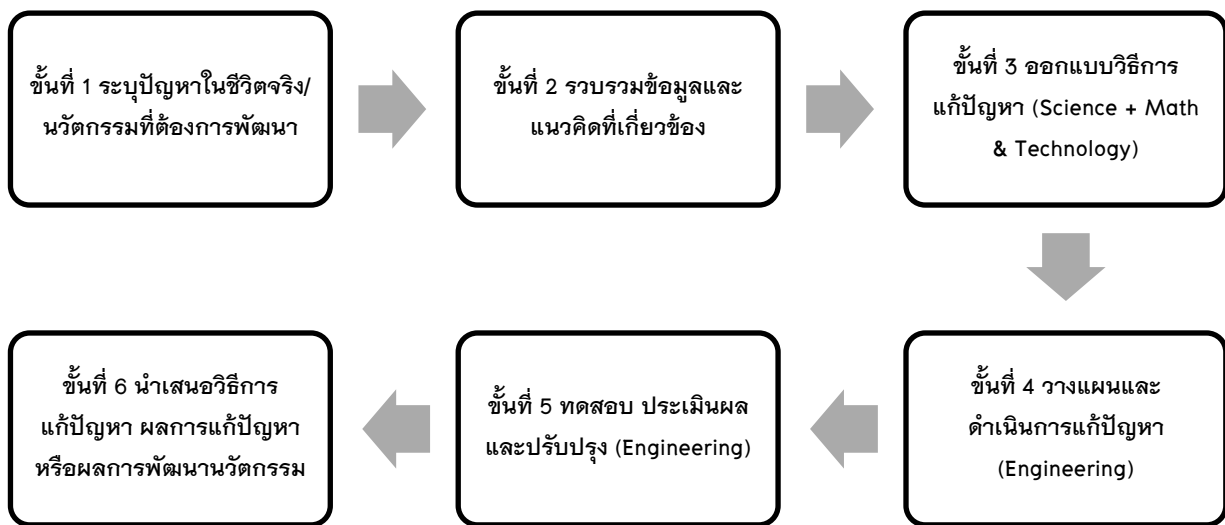 ขั้นที่ 1 ระบุปัญหาในชีวิตจริง/
นวัตกรรมที่ต้องการพัฒนา
ขั้นที่ 2 รวบรวมข้อมูลและ
แนวคิดที่เกี่ยวข้อง
ขั้นที่ 3 ออกแบบวิธีการ
แก้ปัญหา (Science + Math
& Technology)
ขั้นที่ 4 วางแผนและ
ดำเนินการแก้ปัญหา
(Engineering)
ขั้นที่ 5 ทดสอบ ประเมินผล
และปรับปรุง (Engineering)
ขั้นที่ 6 นำเสนอวิธีการ
แก้ปัญหา ผลการแก้ปัญหา
หรือผลการพัฒนานวัตกรรม